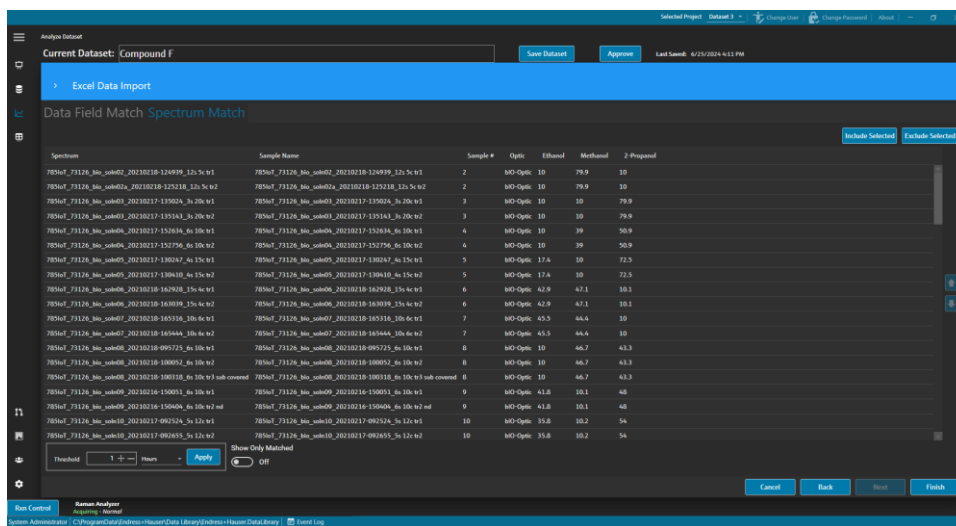 Selected Project Dataset 3 Change User Change Password About
Analyze Dataset
Current Dataset: Compound F Save Dataset Approve Last Saved: 6/25/2024 4:11 PM
Excel Data Import
Data Field Match Spectrum Match
Include Selected Exclude Selected
Spectrum Sample Name Sample # Optic Ethanol Methanol 2-Propanol
785IoT_73126_bio_soln02_20210218-124939_12s 5c tr1 785IoT_73126_bio_soln02_20210218-124939_12s 5c tr1 2 bIO-Optic 10 79.9 10
785IoT_73126_bio_soln02a_20210218-125218_12s 5c tr2 785IoT_73126_bio_soln02a_20210218-125218_12s 5c tr2 2 bIO-Optic 10 79.9 10
785IoT_73126_bio_soln03_20210217-135024_3s 20c tr1 785IoT_73126_bio_soln03_20210217-135024_3s 20c tr1 3 bIO-Optic 10 10 79.9
785IoT_73126_bio_soln03_20210217-135143_3s 20c tr2 785IoT_73126_bio_soln03_20210217-135143_3s 20c tr2 3 bIO-Optic 10 10 79.9
785IoT_73126_bio_soln04_20210217-152634_6s 10c tr1 785IoT_73126_bio_soln04_20210217-152634_6s 10c tr1 4 bIO-Optic 10 39 50.9
785IoT_73126_bio_soln04_20210217-152756_6s 10c tr2 785IoT_73126_bio_soln04_20210217-152756_6s 10c tr2 4 bIO-Optic 10 39 50.9
785IoT_73126_bio_soln05_20210217-130247_4s 15c tr1 785IoT_73126_bio_soln05_20210217-130247_4s 15c tr1 5 bIO-Optic 17.4 10 72.5
785IoT_73126_bio_soln05_20210217-130410_4s 15c tr2 785IoT_73126_bio_soln05_20210217-130410_4s 15c tr2 5 bIO-Optic 17.4 10 72.5
785IoT_73126_bio_soln06_20210218-162928_15s 4c tr1 785IoT_73126_bio_soln06_20210218-162928_15s 4c tr1 6 bIO-Optic 42.9 47.1 10.1
785IoT_73126_bio_soln06_20210218-163039_15s 4c tr2 785IoT_73126_bio_soln06_20210218-163039_15s 4c tr2 6 bIO-Optic 42.9 47.1 10.1
785IoT_73126_bio_soln07_20210218-165316_10s 6c tr1 785IoT_73126_bio_soln07_20210218-165316_10s 6c tr1 7 bIO-Optic 45.5 44.4 10
785IoT_73126_bio_soln07_20210218-165444_10s 6c tr2 785IoT_73126_bio_soln07_20210218-165444_10s 6c tr2 7 bIO-Optic 45.5 44.4 10
785IoT_73126_bio_soln08_20210218-095725_6s 10c tr1 785IoT_73126_bio_soln08_20210218-095725_6s 10c tr1 8 bIO-Optic 10 46.7 43.3
785IoT_73126_bio_soln08_20210218-100052_6s 10c tr2 785IoT_73126_bio_soln08_20210218-100052_6s 10c tr2 8 bIO-Optic 10 46.7 43.3
785IoT_73126_bio_soln08_20210218-100318_6s 10c tr3 sub covered 785IoT_73126_bio_soln08_20210218-100318_6s 10c tr3 sub covered 8 bIO-Optic 10 46.7 43.3
785IoT_73126_bio_soln09_20210216-150051_6s 10c tr1 785IoT_73126_bio_soln09_20210216-150051_6s 10c tr1 9 bIO-Optic 41.8 10.1 48
785IoT_73126_bio_soln09_20210216-150404_6s 10c tr2 nd 785IoT_73126_bio_soln09_20210216-150404_6s 10c tr2 nd 9 bIO-Optic 41.8 10.1 48
785IoT_73126_bio_soln10_20210217-092524_5s 12c tr1 785IoT_73126_bio_soln10_20210217-092524_5s 12c tr1 10 bIO-Optic 35.8 10.2 54
785IoT_73126_bio_soln10_20210217-092655_5s 12c tr2 785IoT_73126_bio_soln10_20210217-092655_5s 12c tr2 10 bIO-Optic 35.8 10.2 54
Show Only Matched
Threshold 1 + − Hours Apply Off
Cancel Back Next Finish
Run Control Raman Analyzer
Acquiring - Normal
System Administrator C:\ProgramData\Endress+Hauser\Data Library\Endress+Hauser.DataLibrary Event Log